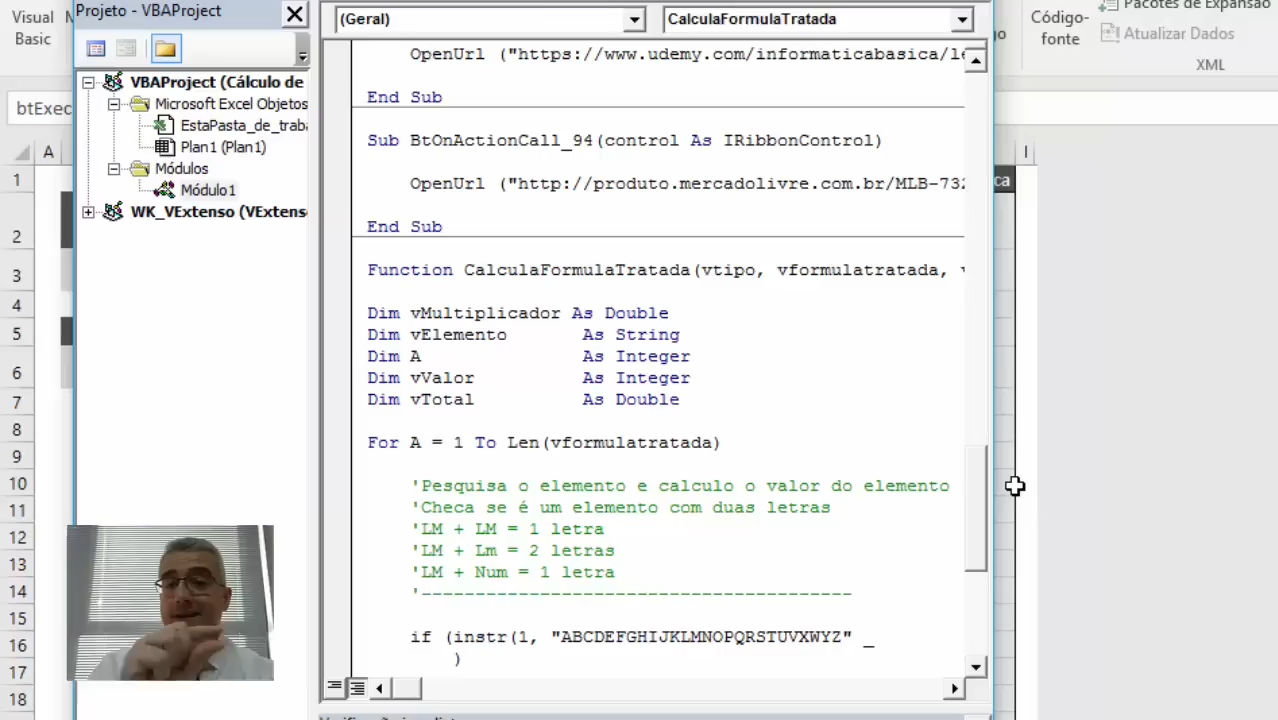 Visual
Basic
Projeto - VBAProject
VBAProject (Cálculo de
Microsoft Excel Objetos
EstaPasta_de_traba
Plan1 (Plan1)
Módulos
Módulo1
WK_VExtenso (VExtenso
(Geral)
CalculaFormulaTratada
OpenUrl ("https://www.udemy.com/informaticabasica/le
End Sub
Sub BtOnActionCall_94(control As IRibbonControl)
OpenUrl ("http://produto.mercadolivre.com.br/MLB-732
End Sub
Function CalculaFormulaTratada(vtipo, vformulatratada, v
Dim vMultiplicador As Double
Dim vElemento As String
Dim A As Integer
Dim vValor As Integer
Dim vTotal As Double
For A = 1 To Len(vformulatratada)
'Pesquisa o elemento e calculo o valor do elemento
'Checa se é um elemento com duas letras
'LM + LM = 1 letra
'LM + Lm = 2 letras
'LM + Num = 1 letra
'----------------------------------------
if (instr(1, "ABCDEFGHIJKLMNOPQRSTUVXWYZ" _
)
Código-
fonte
Pacotes de Expansão
Atualizar Dados
XML
btExec
A
I
ca
1
2
3
4
5
6
7
8
9
10
11
12
13
14
15
16
17
18